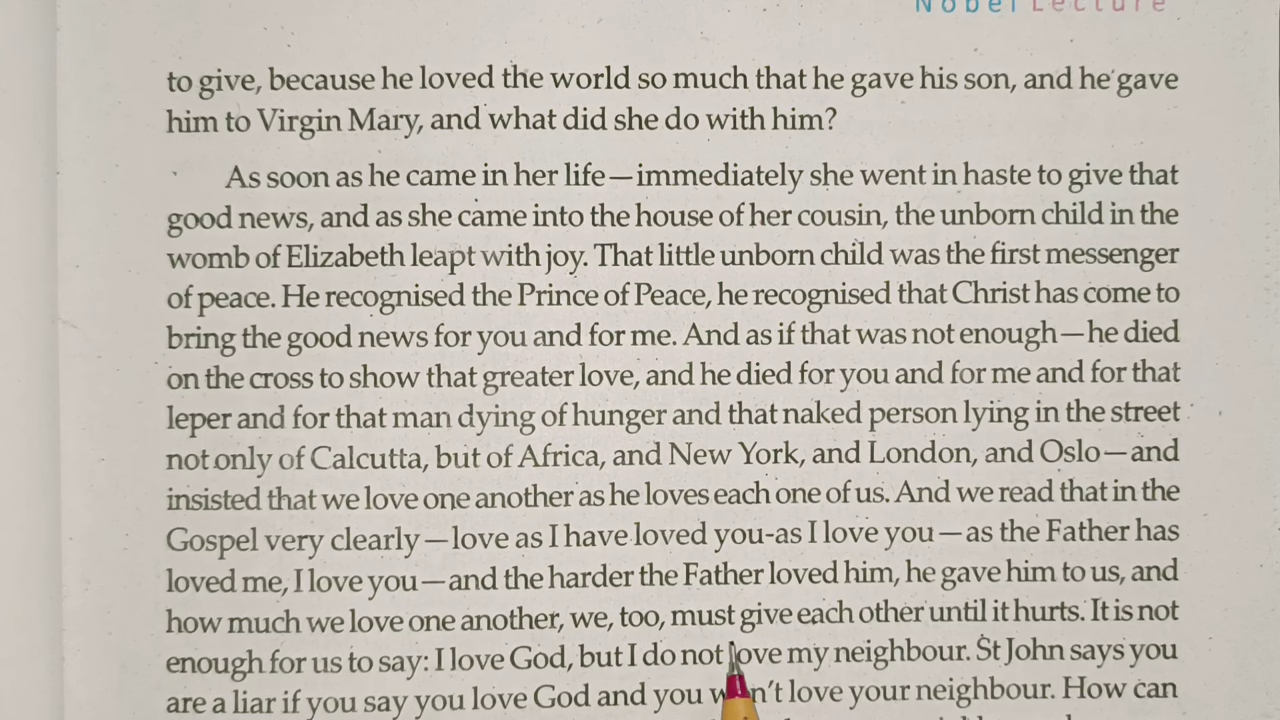 Nobel Lecture
to give, because he loved the world so much that he gave his son, and he gave
him to Virgin Mary, and what did she do with him?
As soon as he came in her life—immediately she went in haste to give that
good news, and as she came into the house of her cousin, the unborn child in the
womb of Elizabeth leapt with joy. That little unborn child was the first messenger
of peace. He recognised the Prince of Peace, he recognised that Christ has come to
bring the good news for you and for me. And as if that was not enough—he died
on the cross to show that greater love, and he died for you and for me and for that
leper and for that man dying of hunger and that naked person lying in the street
not only of Calcutta, but of Africa, and New York, and London, and Oslo—and
insisted that we love one another as he loves each one of us. And we read that in the
Gospel very clearly—love as I have loved you-as I love you—as the Father has
loved me, I love you—and the harder the Father loved him, he gave him to us, and
how much we love one another, we, too, must give each other until it hurts. It is not
enough for us to say: I love God, but I do not love my neighbour. St John says you
are a liar if you say you love God and you don't love your neighbour. How can